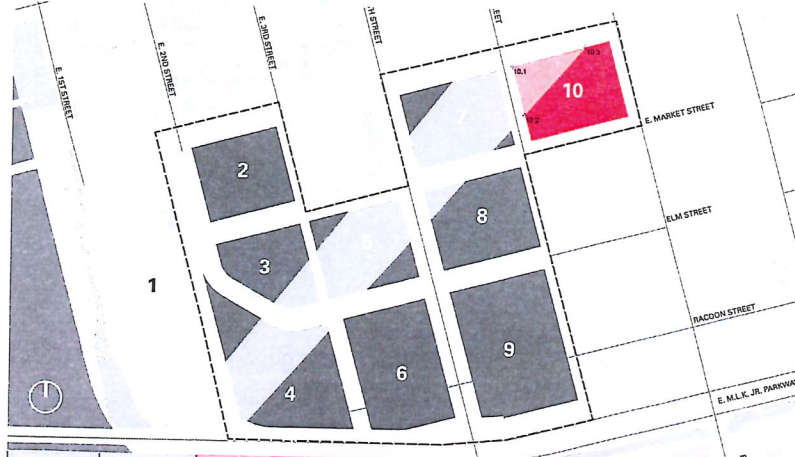 E. 1ST STREET
E. 2ND STREET
E. 3RD STREET
H STREET
EET
10.1
10.3
10
10.2
7
E. MARKET STREET
2
8
ELM STREET
3
5
1
RACOON STREET
9
6
4
E. M.L.K. JR. PARKWAY